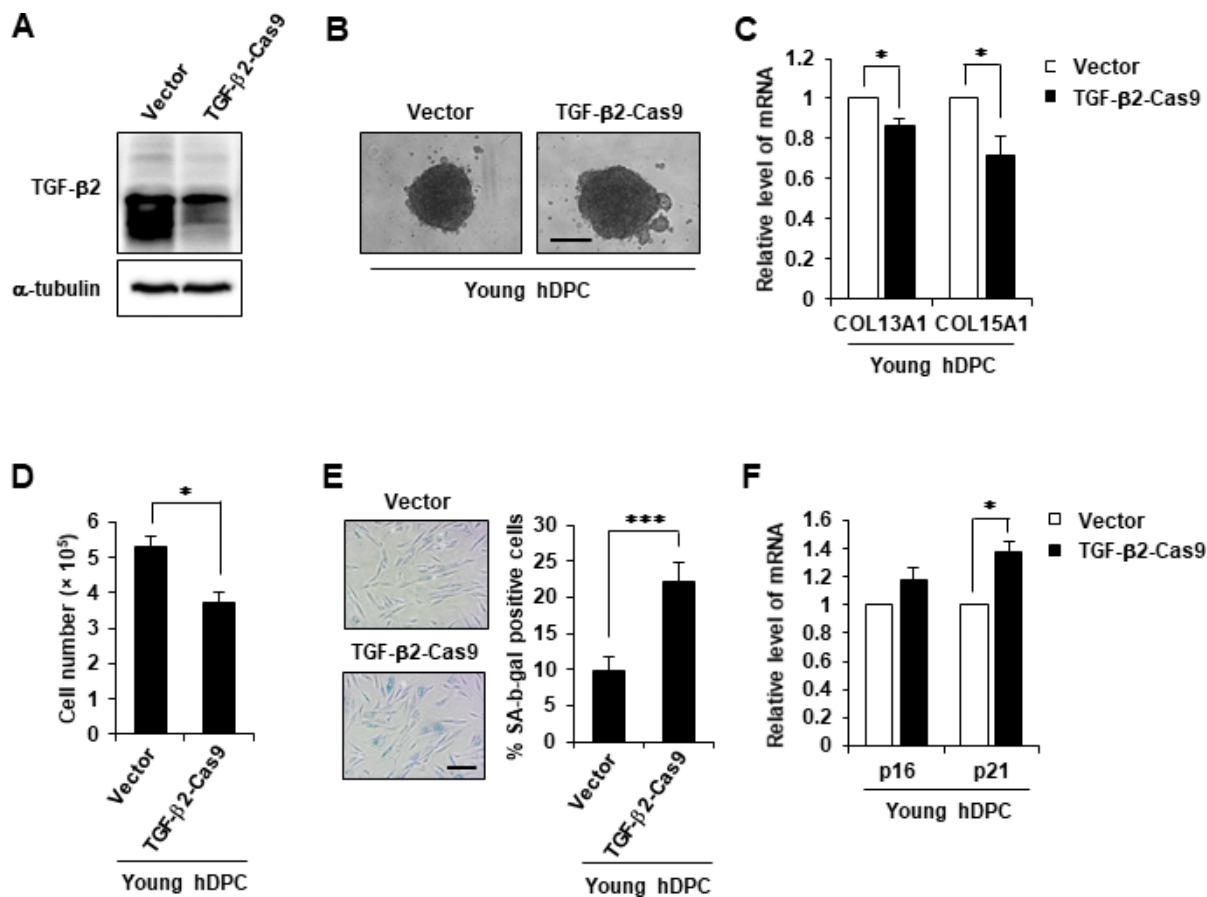 A
Vector
TGF-β2-Cas9
TGF-β2
α-tubulin
B
Vector
TGF-β2-Cas9
Young hDPC
C
Relative level of mRNA
1.2
1
0.8
0.6
0.4
0.2
0
*
*
Vector
TGF-β2-Cas9
COL13A1
COL15A1
Young hDPC
D
Cell number (× 10⁵)
6
5
4
3
2
1
0
*
Vector
TGF-β2-Cas9
Young hDPC
E
Vector
TGF-β2-Cas9
% SA-b-gal positive cells
30
25
20
15
10
5
0
***
Vector
TGF-β2-Cas9
Young hDPC
F
Relative level of mRNA
1.6
1.4
1.2
1
0.8
0.6
0.4
0.2
0
*
Vector
TGF-β2-Cas9
p16
p21
Young hDPC